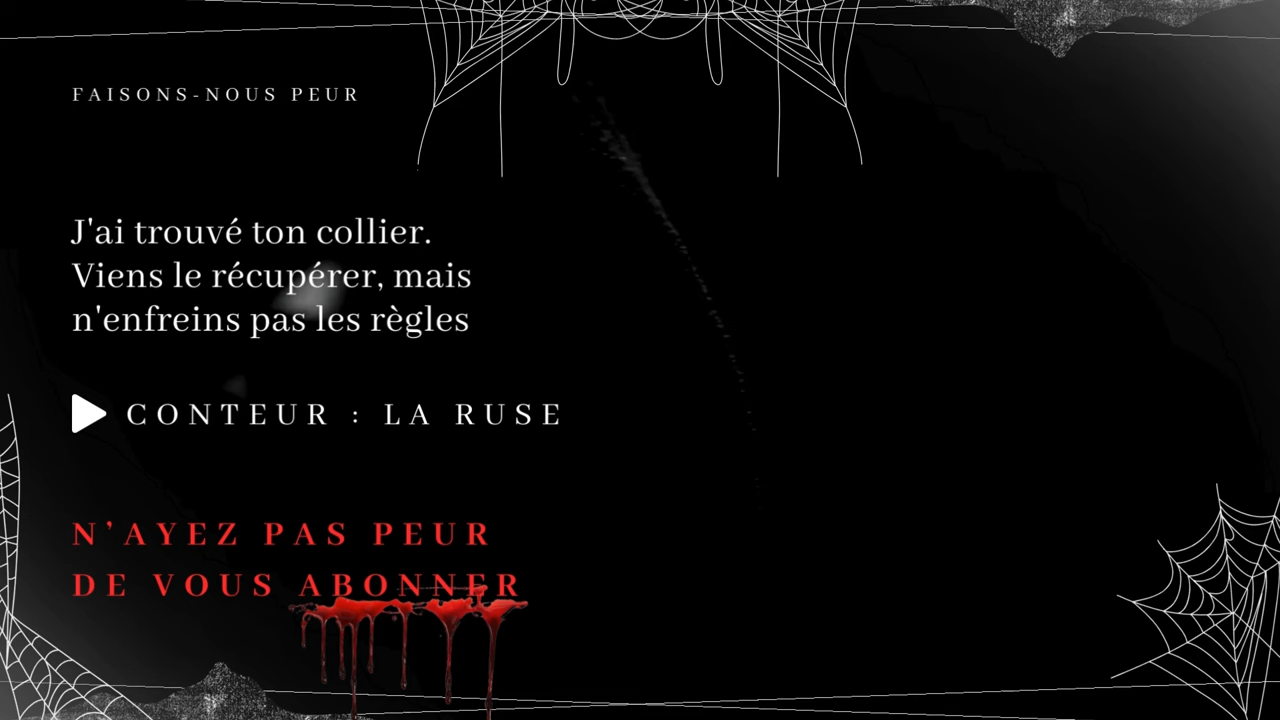 FAISONS-NOUS PEUR
J'ai trouvé ton collier.
Viens le récupérer, mais
n'enfreins pas les règles
CONTEUR : LA RUSE
N’AYEZ PAS PEUR
DE VOUS ABONNER